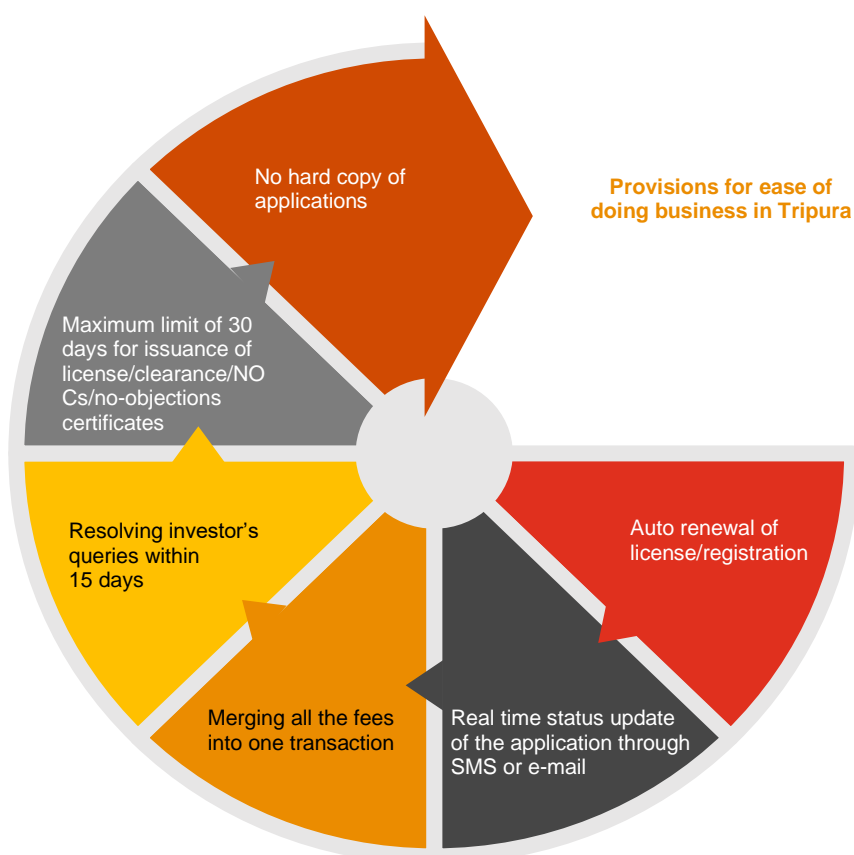 No hard copy of
applications
Provisions for ease of
doing business in Tripura
Maximum limit of 30
days for issuance of
license/clearance/NO
Cs/no-objections
certificates
Resolving investor’s
queries within
15 days
Auto renewal of
license/registration
Merging all the fees
into one transaction
Real time status update
of the application through
SMS or e-mail